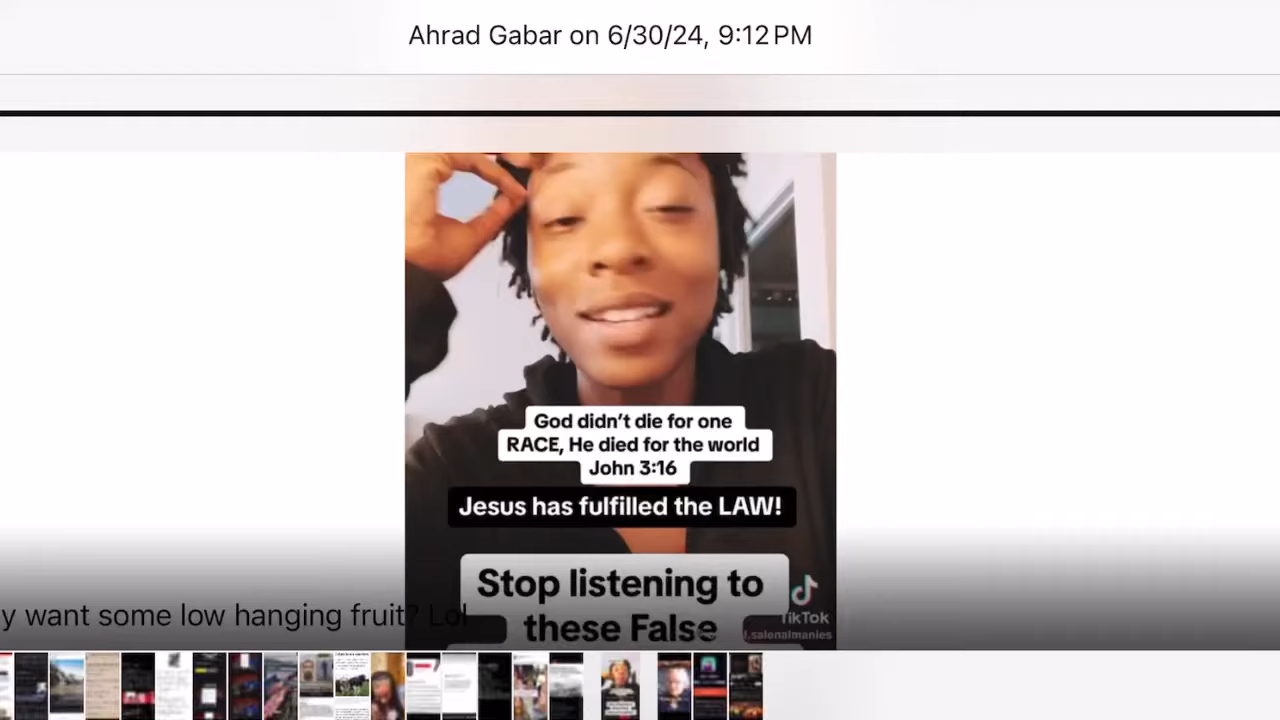 Ahrad Gabar on 6/30/24, 9:12 PM
God didn't die for one
RACE, He died for the world
John 3:16
Jesus has fulfilled the LAW!
Stop listening to
these False
TikTok
y want some low hanging fruit? Lol